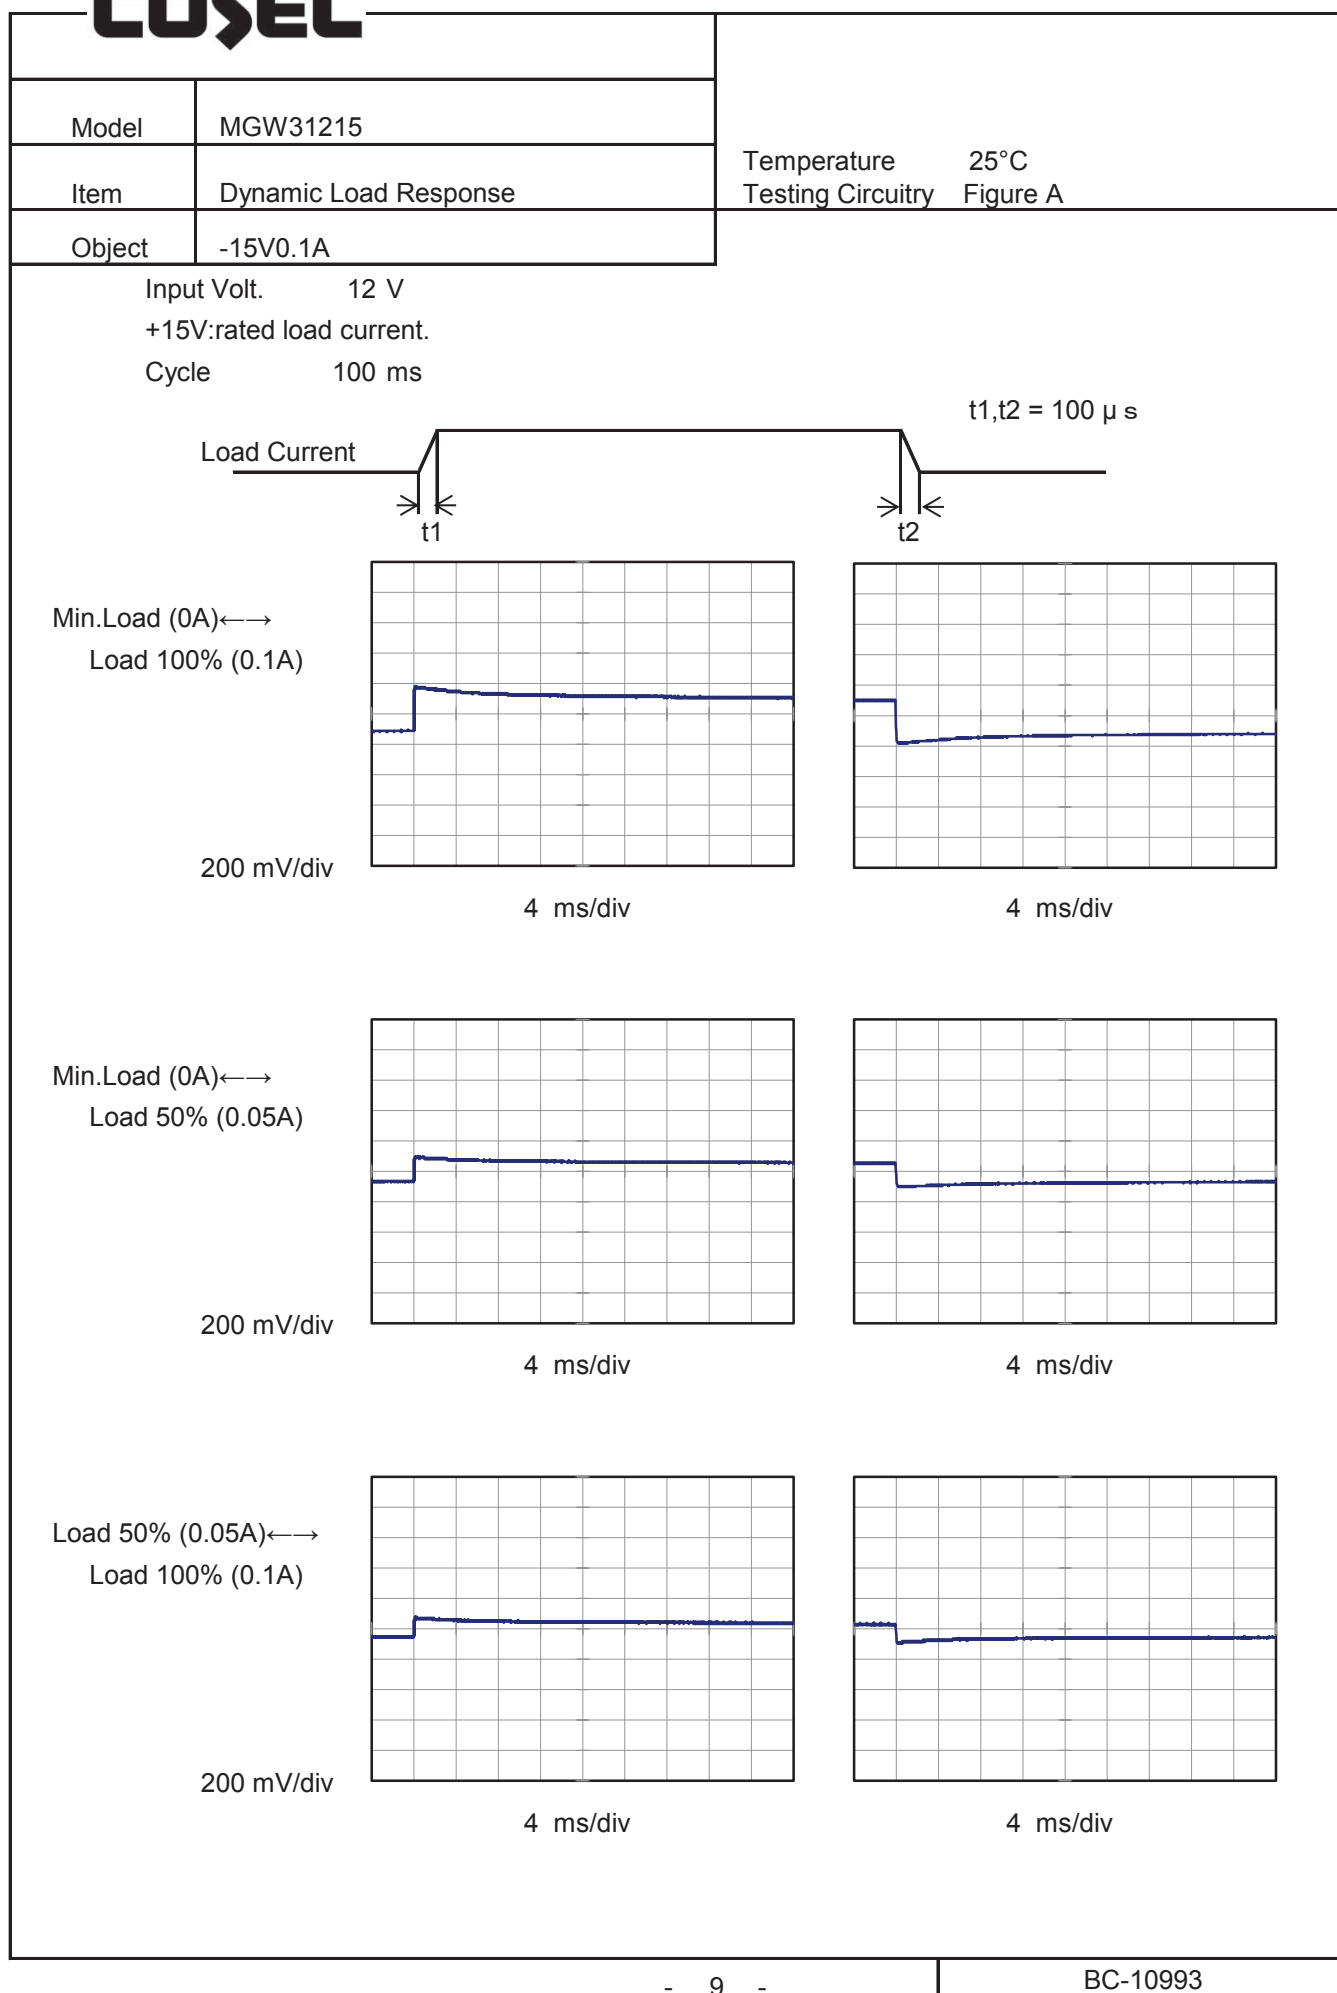 COSEL
Model MGW31215
Item Dynamic Load Response
Temperature 25°C
Testing Circuitry Figure A
Object -15V0.1A
Input Volt. 12 V
+15V:rated load current.
Cycle 100 ms
t1,t2 = 100 μ s
Load Current
t1 t2
Min.Load (0A)←→
Load 100% (0.1A)
200 mV/div
4 ms/div 4 ms/div
Min.Load (0A)←→
Load 50% (0.05A)
200 mV/div
4 ms/div 4 ms/div
Load 50% (0.05A)←→
Load 100% (0.1A)
200 mV/div
4 ms/div 4 ms/div
- 9 -
BC-10993